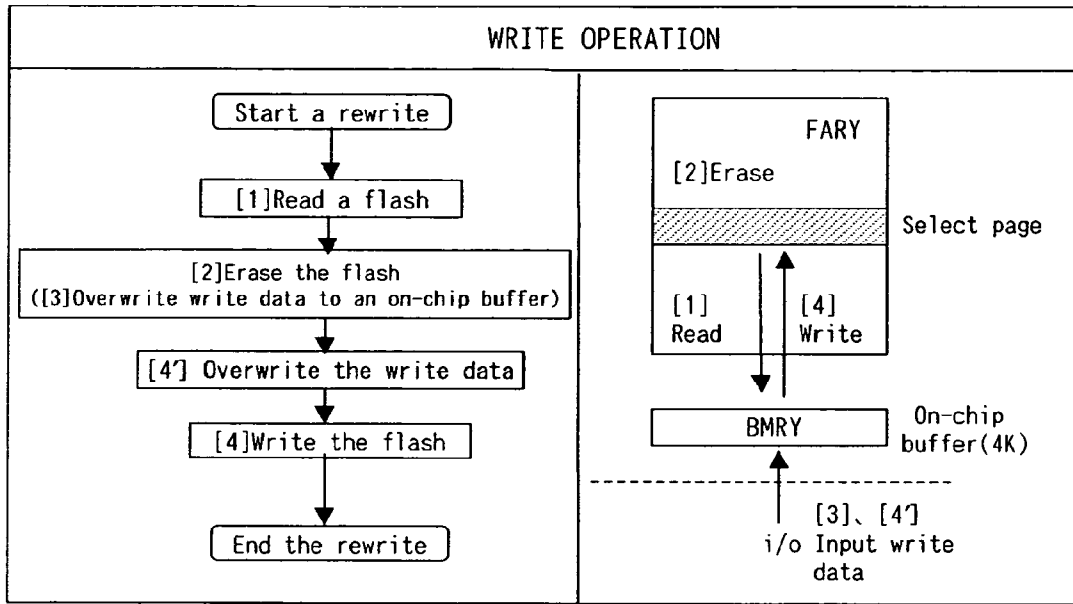 WRITE OPERATION
Start a rewrite
[1]Read a flash
[2]Erase the flash
([3]Overwrite write data to an on-chip buffer)
[4′] Overwrite the write data
[4]Write the flash
End the rewrite
FARY
[2]Erase
Select page
[1]
Read
[4]
Write
BMRY
On-chip
buffer(4K)
[3]、[4′]
i/o Input write
data